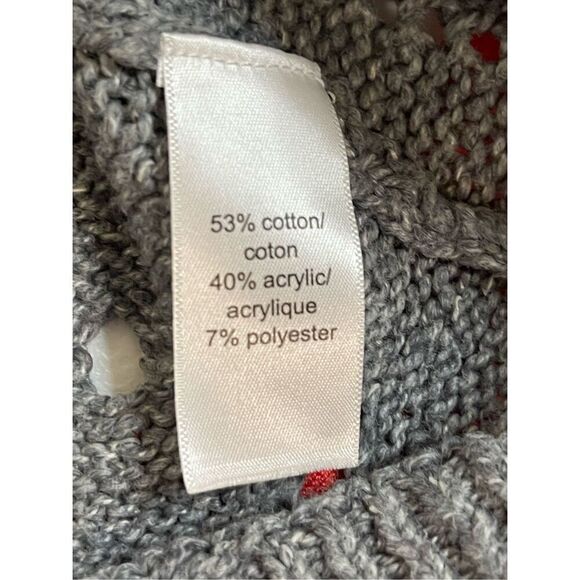 53% cotton/
coton
40% acrylic/
acrylique
7% polyester